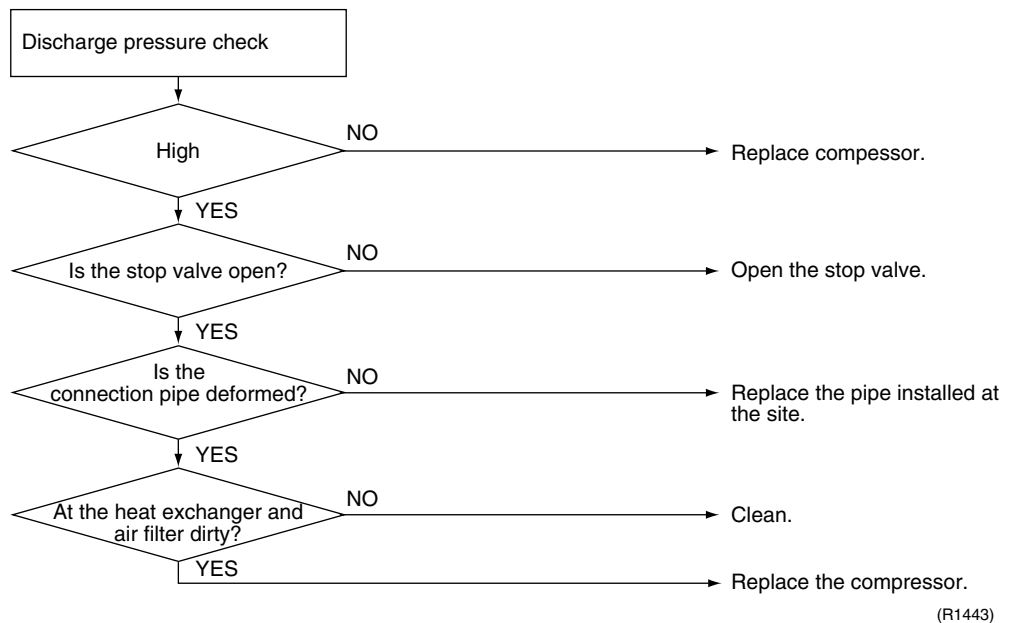 Discharge pressure check
High
NO
Replace compessor.
YES
Is the stop valve open?
NO
Open the stop valve.
YES
Is the
connection pipe deformed?
NO
Replace the pipe installed at
the site.
YES
At the heat exchanger and
air filter dirty?
NO
Clean.
YES
Replace the compressor.
(R1443)